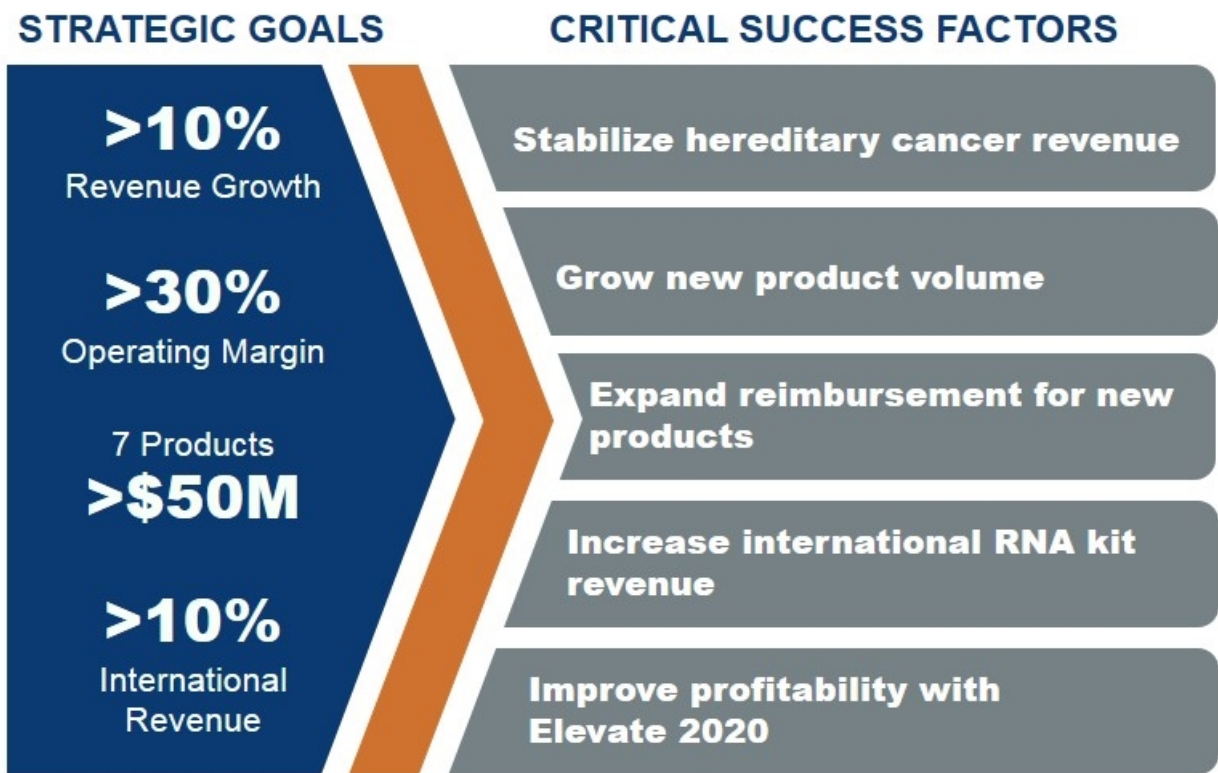 STRATEGIC GOALS
>10%
Revenue Growth
>30%
Operating Margin
7 Products
>$50M
>10%
International
Revenue
CRITICAL SUCCESS FACTORS
Stabilize hereditary cancer revenue
Grow new product volume
Expand reimbursement for new
products
Increase international RNA kit
revenue
Improve profitability with
Elevate 2020